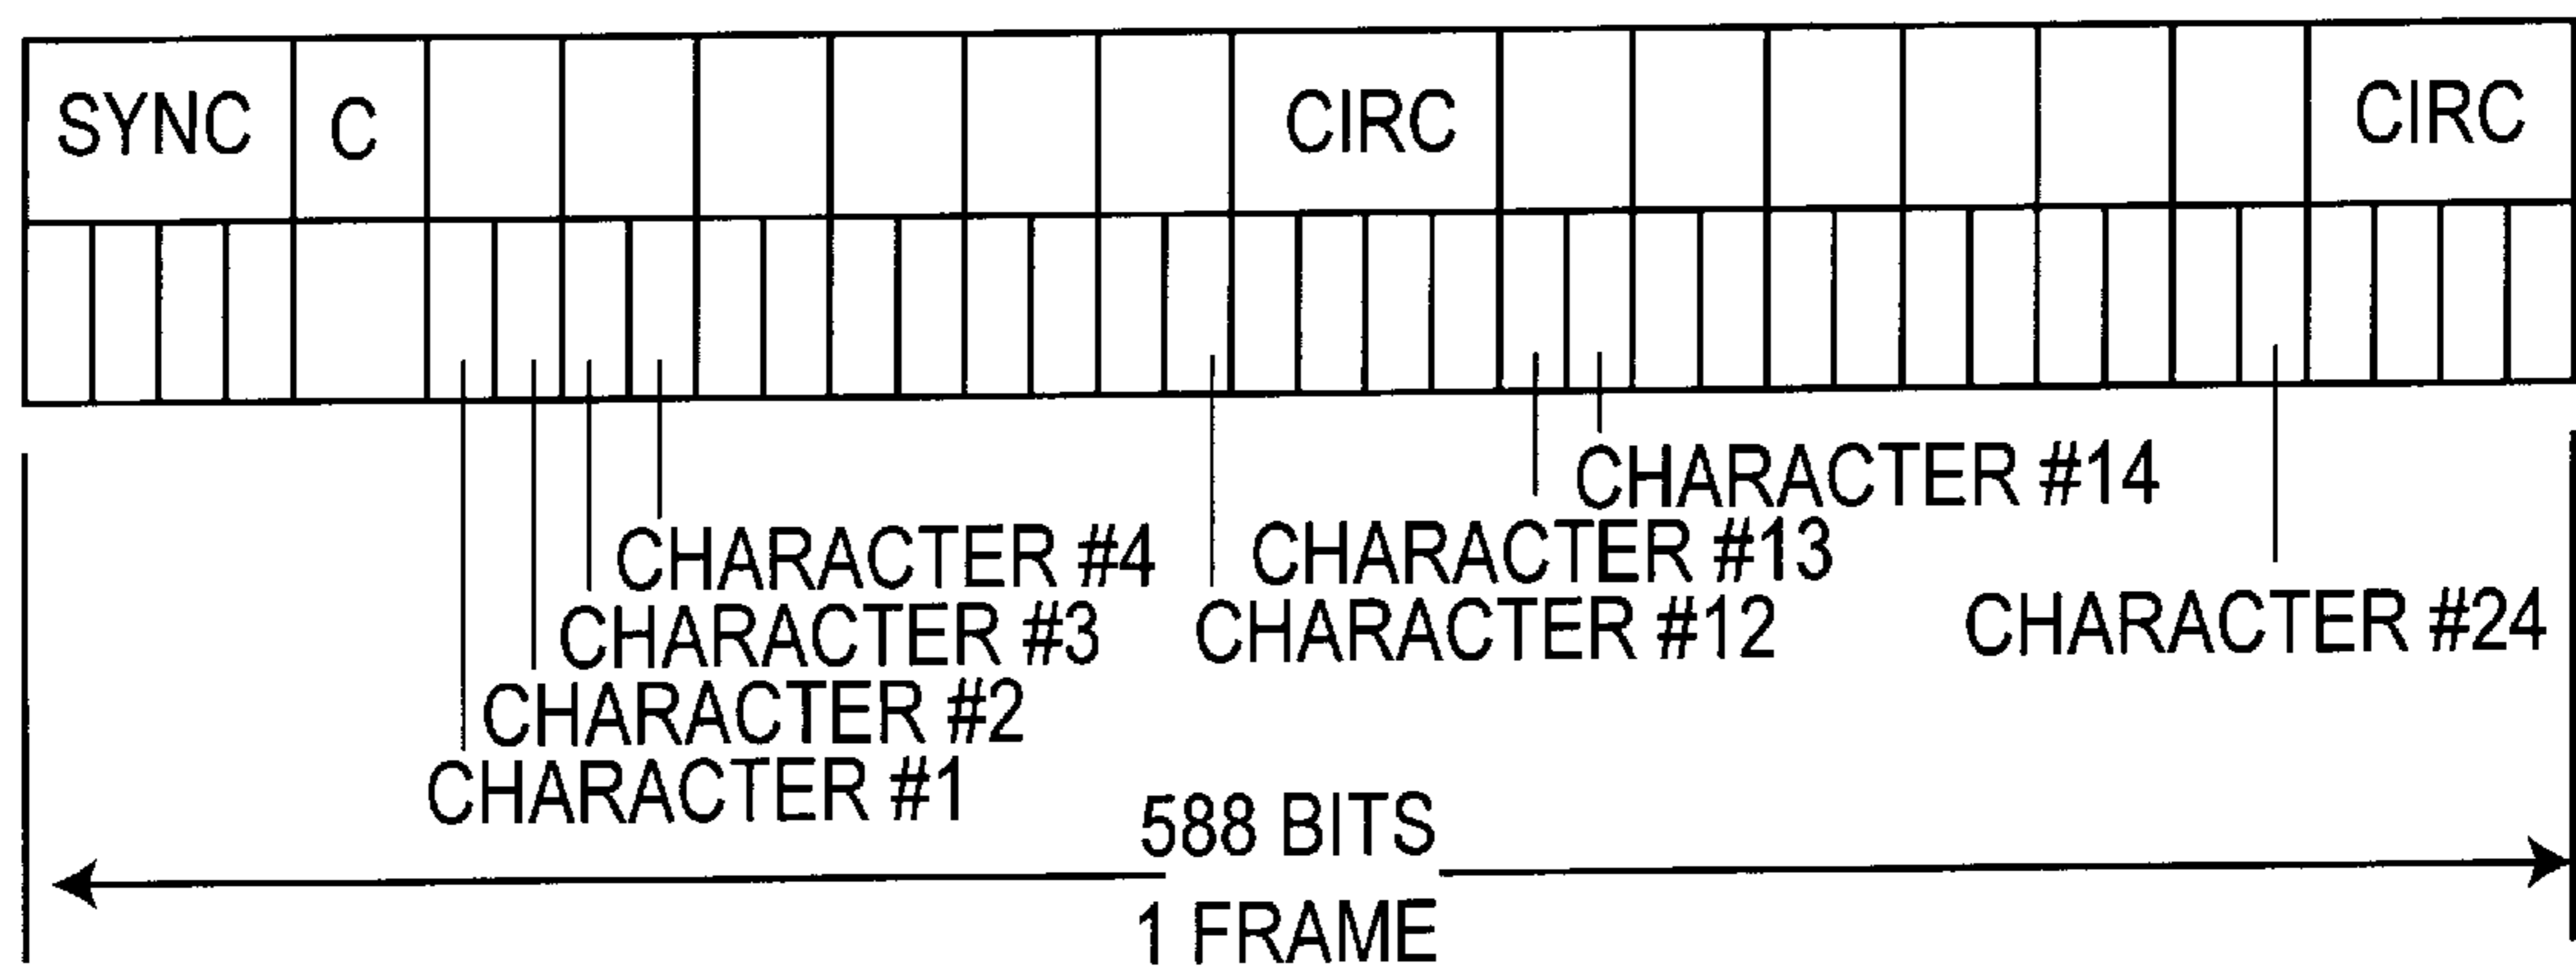 SYNC
C
CIRC
CIRC
CHARACTER #14
CHARACTER #4
CHARACTER #13
CHARACTER #3
CHARACTER #12
CHARACTER #24
CHARACTER #2
CHARACTER #1
588 BITS
1 FRAME